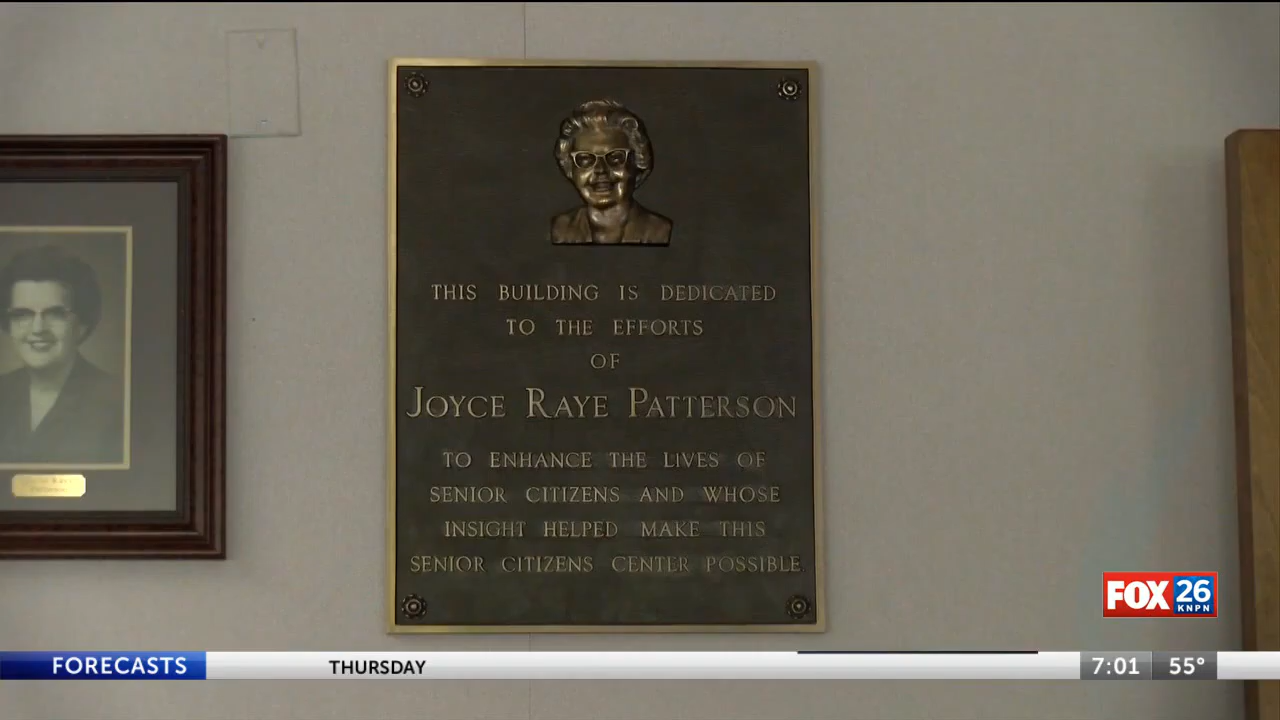 THIS BUILDING IS DEDICATED
TO THE EFFORTS
OF
JOYCE RAYE PATTERSON
TO ENHANCE THE LIVES OF
SENIOR CITIZENS AND WHOSE
INSIGHT HELPED MAKE THIS
SENIOR CITIZENS CENTER POSSIBLE.
FOX 26
KNPN
FORECASTS THURSDAY 7:01 55°